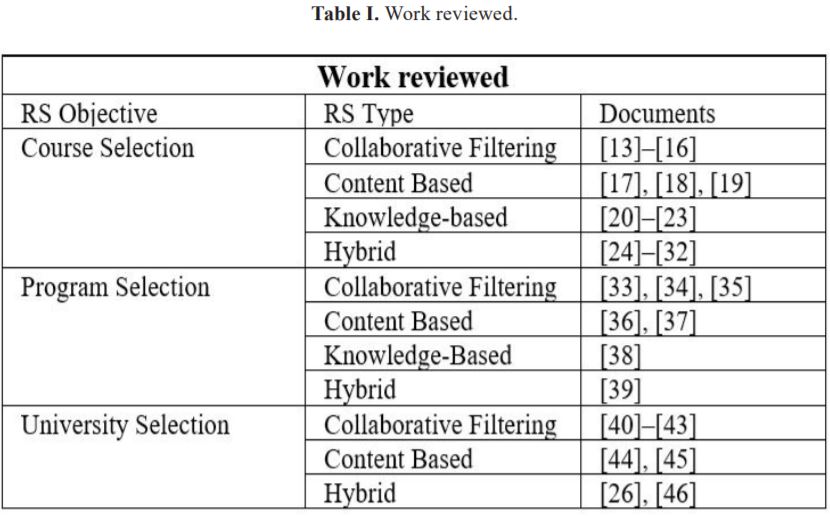 Table I. Work reviewed.
Work reviewed
RS Objective RS Type Documents
Course Selection Collaborative Filtering [13]–[16]
Content Based [17], [18], [19]
Knowledge-based [20]–[23]
Hybrid [24]–[32]
Program Selection Collaborative Filtering [33], [34], [35]
Content Based [36], [37]
Knowledge-Based [38]
Hybrid [39]
University Selection Collaborative Filtering [40]–[43]
Content Based [44], [45]
Hybrid [26], [46]